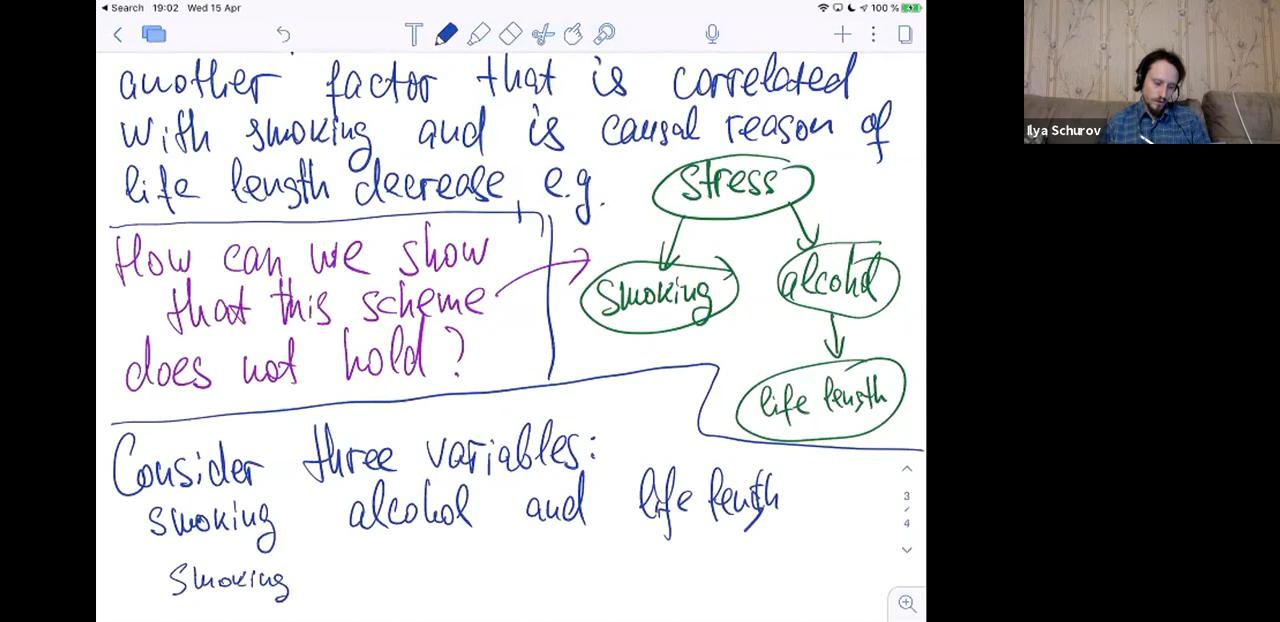 Search 19:02 Wed 15 Apr 100 %
another factor that is correlated
with smoking and is causal reason of
life length decrease, e.g.
stress
smoking
alcohol
life length
How can we show
that this scheme
does not hold?
Consider three variables:
smoking alcohol and life length
smoking
3
/
4
Ilya Schurov